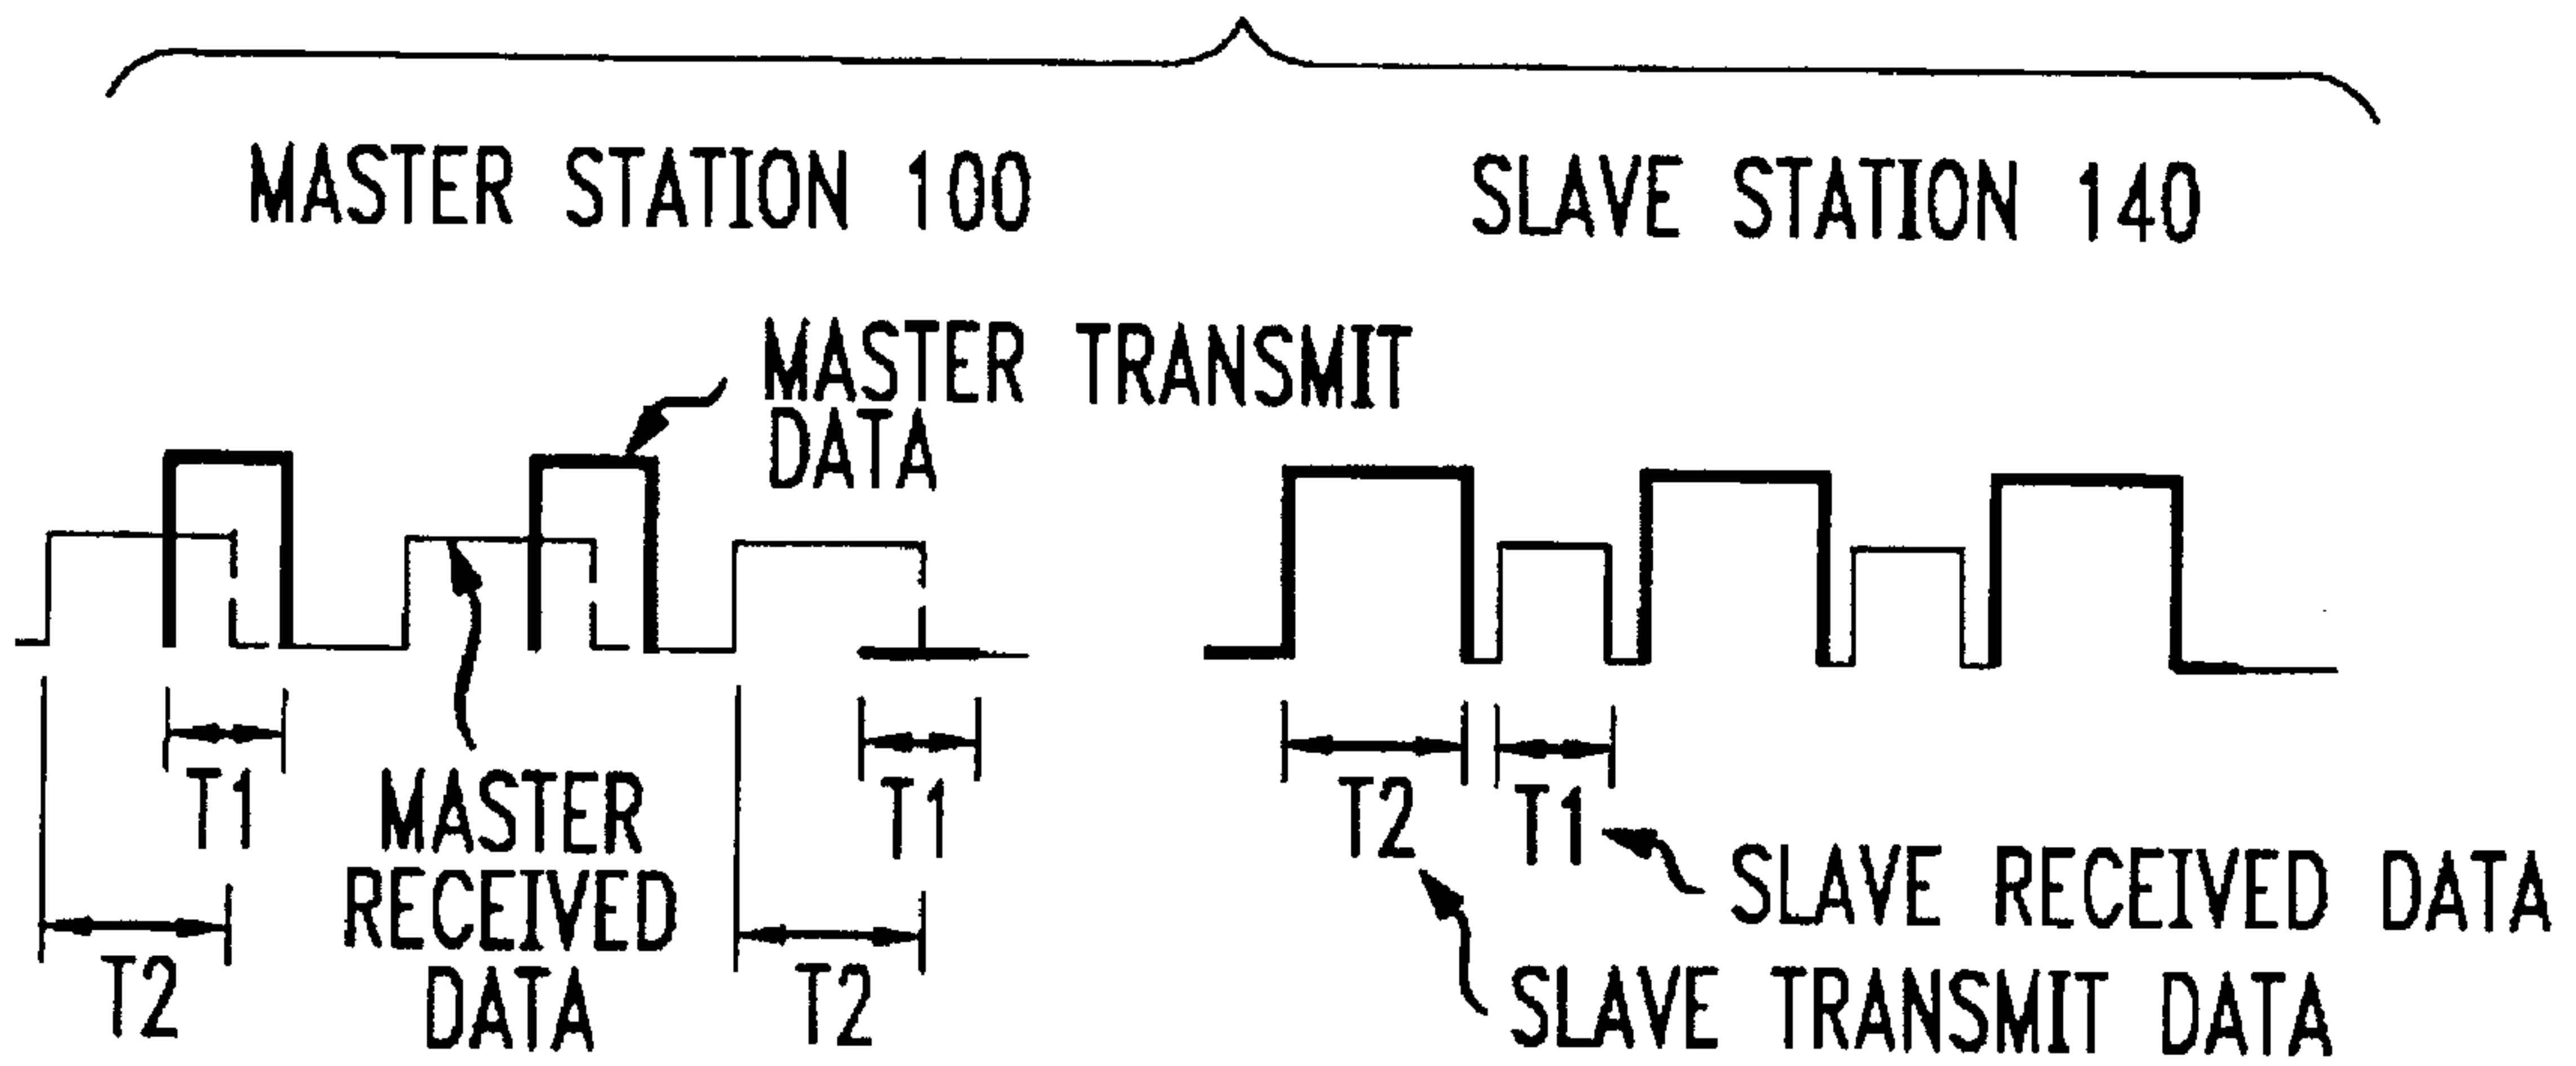 MASTER STATION 100
SLAVE STATION 140
MASTER TRANSMIT
DATA
T1
MASTER
RECEIVED
DATA
T2
T1
T2
T2
T1
SLAVE RECEIVED DATA
SLAVE TRANSMIT DATA